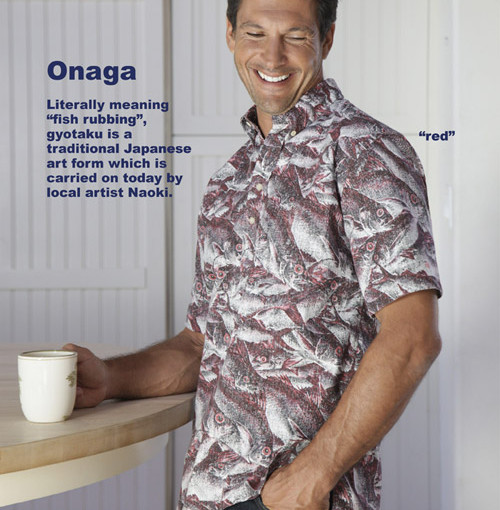 Onaga
Literally meaning
“fish rubbing”,
gyotaku is a
traditional Japanese
art form which is
carried on today by
local artist Naoki.
“red”